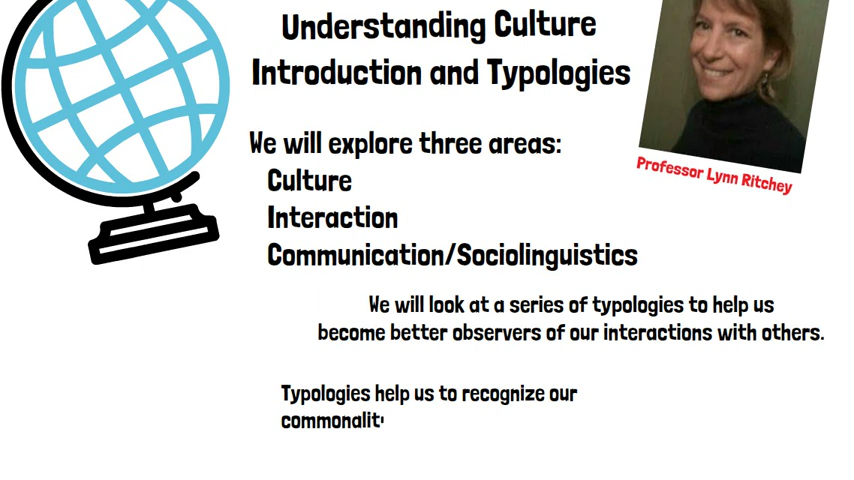 Understanding Culture
Introduction and Typologies
Professor Lynn Ritchey
We will explore three areas:
Culture
Interaction
Communication/Sociolinguistics
We will look at a series of typologies to help us
become better observers of our interactions with others.
Typologies help us to recognize our
commonalit